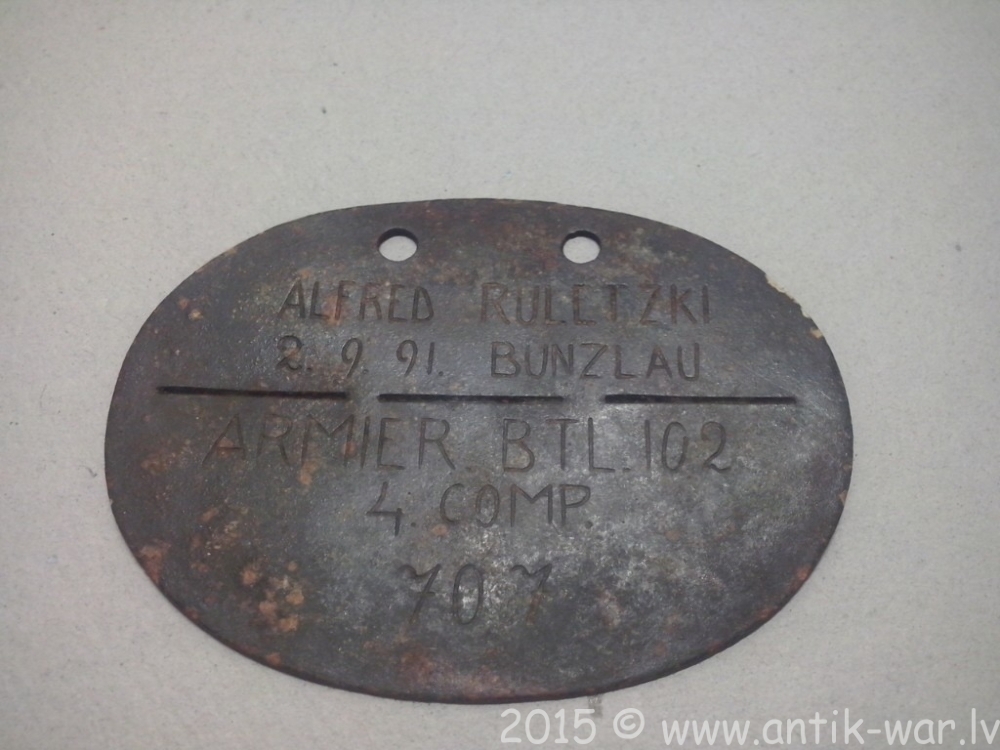 ALFRED RULETZKI
2. 9. 91. BUNZLAU
ARMIER. BTL. 102
4. COMP.
707
2015 © www.antik-war.lv